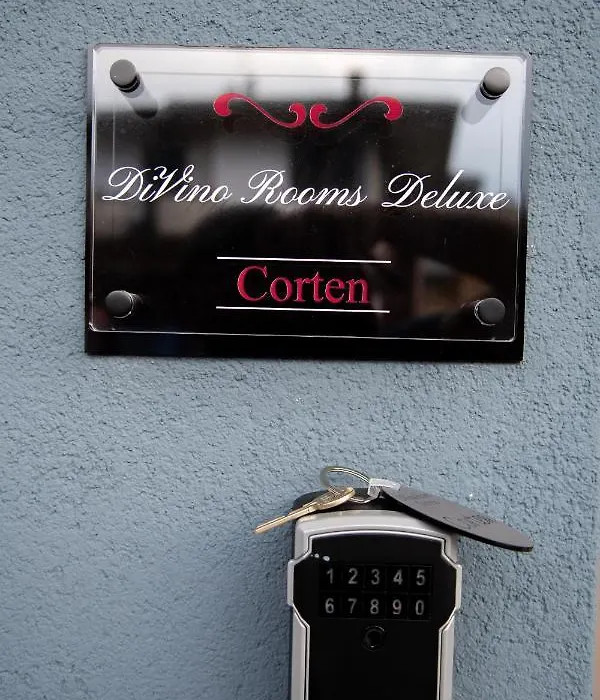 DiVino Rooms Deluxe
Corten
1 2 3 4 5
6 7 8 9 0